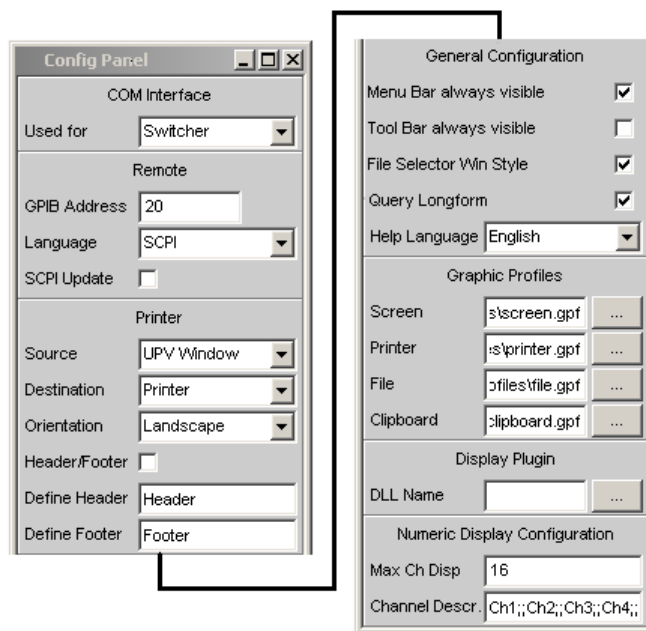 Config Panel
COM Interface
Used for Switcher
Remote
GPIB Address 20
Language SCPI
SCPI Update
Printer
Source UPV Window
Destination Printer
Orientation Landscape
Header/Footer
Define Header Header
Define Footer Footer
General Configuration
Menu Bar always visible
Tool Bar always visible
File Selector Win Style
Query Longform
Help Language English
Graphic Profiles
Screen s\screen.gpf ...
Printer :s\printer.gpf ...
File ofiles\file.gpf ...
Clipboard clipboard.gpf ...
Display Plugin
DLL Name ...
Numeric Display Configuration
Max Ch Disp 16
Channel Descr. Ch1;;Ch2;;Ch3;;Ch4;;